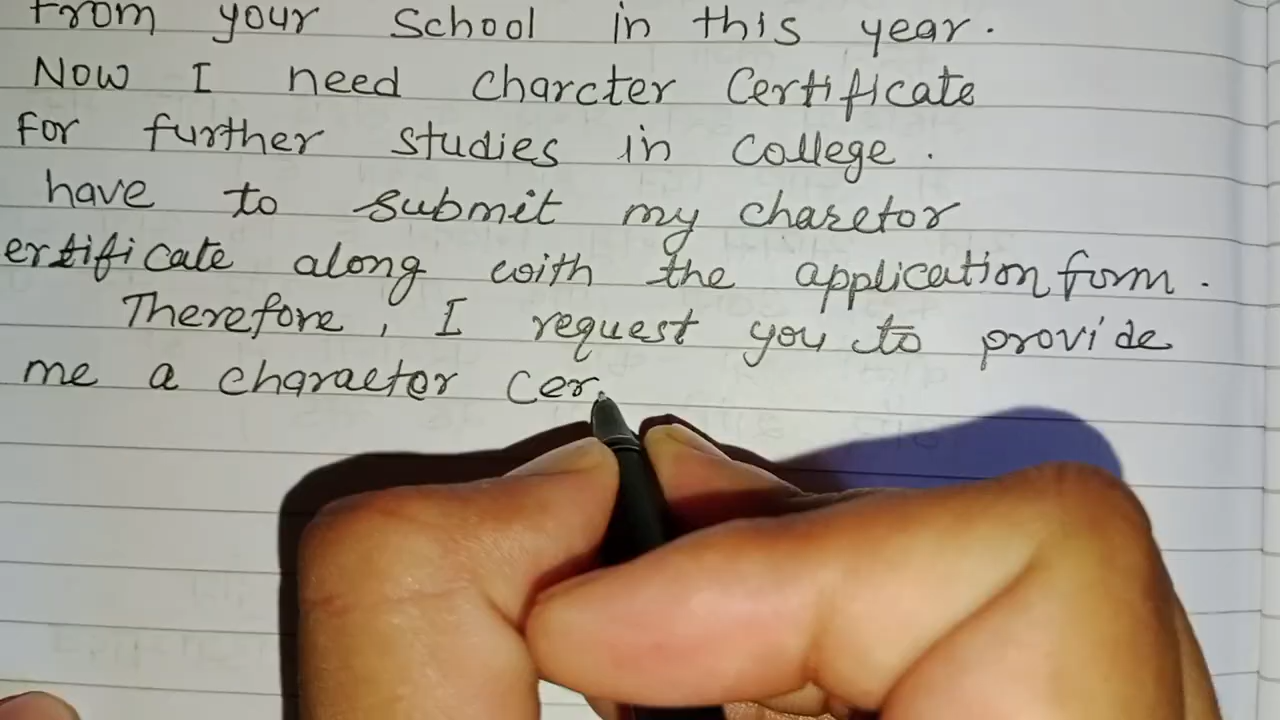 from your School in this year.
Now I need charcter Certificate
For further studies in college.
have to submit my charetor
ertificate along with the application form.
Therefore, I request you to provide
me a character Cer